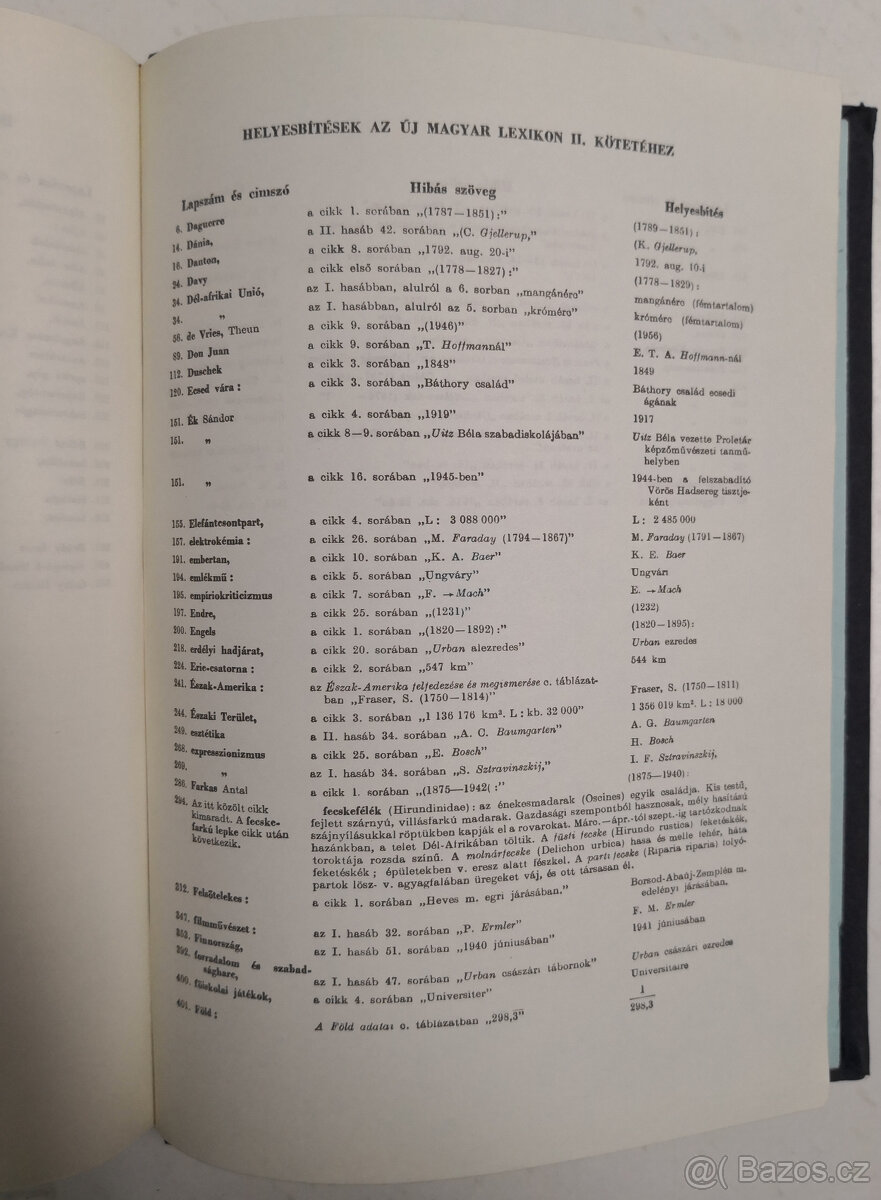 HELYESBÍTÉSEK AZ ÚJ MAGYAR LEXIKON II. KÖTETÉHEZ
Lapszám és címszó Hibás szöveg Helyesbítés
6. Daguerre a cikk 1. sorában „(1787—1851):” (1789—1851):
14. Dánia, a II. hasáb 42. sorában „(C. Gjellerup,” (K. Gjellerup,
16. Danton, a cikk 8. sorában „1792. aug. 20-i” 1792. aug. 10-i
24. Davy a cikk első sorában „(1778—1827):” (1778—1829):
34. Dél-afrikai Unió, az I. hasábban, alulról a 6. sorban „mangánérc” mangánérc (fémtartalom)
34. „ az I. hasábban, alulról az 5. sorban „króméro” króméro (fémtartalom)
56. de Vries, Theun a cikk 9. sorában „(1946)” (1956)
89. Don Juan a cikk 9. sorában „T. Hoffmannál” E. T. A. Hoffmann-nál
112. Duschek a cikk 3. sorában „1848” 1849
120. Ecsed vára: a cikk 3. sorában „Báthory család” Báthory család ecsedi
ágának
151. Ék Sándor a cikk 4. sorában „1919” 1917
151. „ a cikk 8—9. sorában „Uitz Béla szabadiskolájában” Uitz Béla vezette Proletár
képzőművészeti tanmű-
helyben
151. „ a cikk 16. sorában „1945-ben” 1944-ben a felszabadító
Vörös Hadsereg tisztje-
ként
155. Elefántcsontpart, a cikk 4. sorában „L: 3 088 000” L: 2 485 000
157. elektrokémia: a cikk 26. sorában „M. Faraday (1794—1867)” M. Faraday (1791—1867)
191. embertan, a cikk 10. sorában „K. A. Baer” K. E. Baer
194. emlékmű: a cikk 5. sorában „Ungváry” Ungvári
195. empíriokriticizmus a cikk 7. sorában „F. →Mach” E. →Mach
197. Endre, a cikk 25. sorában „(1231)” (1232)
200. Engels a cikk 1. sorában „(1820—1892):” (1820—1895):
218. erdélyi hadjárat, a cikk 20. sorában „Urban alezredes” Urban ezredes
224. Erie-csatorna: a cikk 2. sorában „547 km” 544 km
241. Észak-Amerika: az Észak-Amerika felfedezése és megismerése c. táblázat-
ban „Fraser, S. (1750—1814)” Fraser, S. (1750—1811)
244. Északi Terület, a cikk 3. sorában „1 136 176 km². L: kb. 32 000” 1 356 019 km². L: 18 000
249. esztétika a II. hasáb 34. sorában „A. C. Baumgarten” A. G. Baumgarten
268. expresszionizmus a cikk 25. sorában „E. Bosch” H. Bosch
269. „ az I. hasáb 34. sorában „S. Sztravinszkij,” I. F. Sztravinszkij,
286. Farkas Antal a cikk 1. sorában „(1875—1942(:” (1875—1940):
294. Az itt közölt cikk
kimaradt. A fecske-
farkú lepke cikk után
következik.
fecskefélék (Hirundinidae): az énekesmadarak (Oscines) egyik családja. Kis testű,
fejlett szárnyú, villásfarkú madarak. Gazdasági szempontból hasznosak, mély hasítású
szájnyílásukkal röptükben kapják el a rovarokat. Márc.—ápr.-tól szept.-ig tartózkodnak
hazánkban, a telet Dél-Afrikában töltik. A füsti fecske (Hirundo rustica) feketéskék,
toroktája rozsda színű. A molnárfecske (Delichon urbica) hasa és melle fehér, háta
feketéskék; épületekben v. eresz alatt fészkel. A parti fecske (Riparia riparia) folyó-
partok lösz- v. agyagfalában üregeket váj, és ott társasan él.
312. Felsőtelekes: a cikk 1. sorában „Heves m. egri járásában.” Borsod-Abaúj-Zemplén m.
edelényi járásában.
347. filmművészet: az I. hasáb 32. sorában „P. Ermler” F. M. Ermler
353. Finnország, az I. hasáb 51. sorában „1940 júniusában” 1941 júniusában
392. forradalom és szabad-
ságharc, az I. hasáb 47. sorában „Urban császári tábornok” Urban császári ezredes
400. főiskolai játékok, a cikk 4. sorában „Universiter” Universitaire
401. Föld: A Föld adatai c. táblázatban „298,3” 1
298,3
@( Bazos.cz